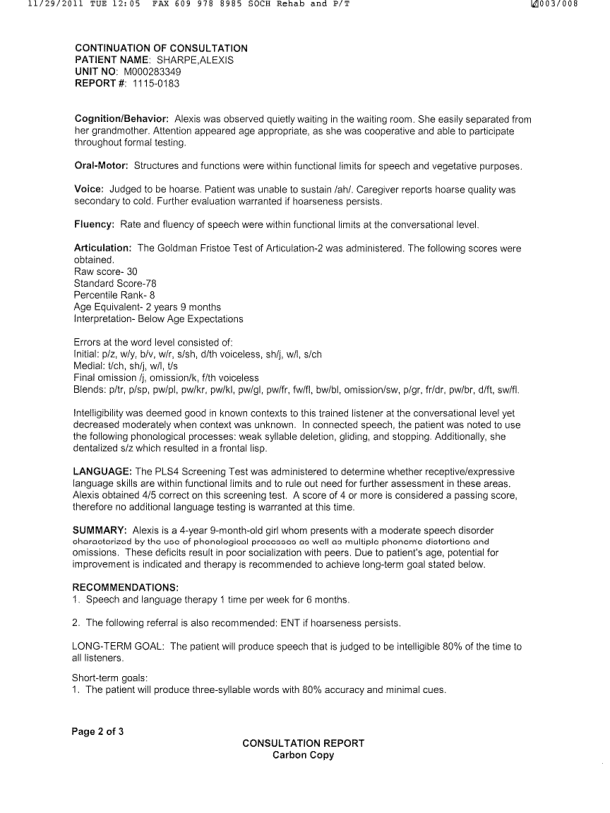 11/29/2011 TUE 12:05 FAX 609 978 8985 SOCH Rehab and P/T 003/008
CONTINUATION OF CONSULTATION
PATIENT NAME: SHARPE,ALEXIS
UNIT NO: M000283349
REPORT #: 1115-0183
Cognition/Behavior: Alexis was observed quietly waiting in the waiting room. She easily separated from
her grandmother. Attention appeared age appropriate, as she was cooperative and able to participate
throughout formal testing.
Oral-Motor: Structures and functions were within functional limits for speech and vegetative purposes.
Voice: Judged to be hoarse. Patient was unable to sustain /ah/. Caregiver reports hoarse quality was
secondary to cold. Further evaluation warranted if hoarseness persists.
Fluency: Rate and fluency of speech were within functional limits at the conversational level.
Articulation: The Goldman Fristoe Test of Articulation-2 was administered. The following scores were
obtained.
Raw score- 30
Standard Score-78
Percentile Rank- 8
Age Equivalent- 2 years 9 months
Interpretation- Below Age Expectations
Errors at the word level consisted of:
Initial: p/z, w/y, b/v, w/r, s/sh, d/th voiceless, sh/j, w/l, s/ch
Medial: t/ch, sh/j, w/l, t/s
Final omission /j, omission/k, f/th voiceless
Blends: p/tr, p/sp, pw/pl, pw/kr, pw/kl, pw/gl, pw/fr, fw/fl, bw/bl, omission/sw, p/gr, fr/dr, pw/br, d/ft, sw/fl.
Intelligibility was deemed good in known contexts to this trained listener at the conversational level yet
decreased moderately when context was unknown. In connected speech, the patient was noted to use
the following phonological processes: weak syllable deletion, gliding, and stopping. Additionally, she
dentalized s/z which resulted in a frontal lisp.
LANGUAGE: The PLS4 Screening Test was administered to determine whether receptive/expressive
language skills are within functional limits and to rule out need for further assessment in these areas.
Alexis obtained 4/5 correct on this screening test. A score of 4 or more is considered a passing score,
therefore no additional language testing is warranted at this time.
SUMMARY: Alexis is a 4-year 9-month-old girl whom presents with a moderate speech disorder
characterized by the use of phonological processes as well as multiple phoneme distortions and
omissions. These deficits result in poor socialization with peers. Due to patient's age, potential for
improvement is indicated and therapy is recommended to achieve long-term goal stated below.
RECOMMENDATIONS:
1. Speech and language therapy 1 time per week for 6 months.
2. The following referral is also recommended: ENT if hoarseness persists.
LONG-TERM GOAL: The patient will produce speech that is judged to be intelligible 80% of the time to
all listeners.
Short-term goals:
1. The patient will produce three-syllable words with 80% accuracy and minimal cues.
Page 2 of 3
CONSULTATION REPORT
Carbon Copy